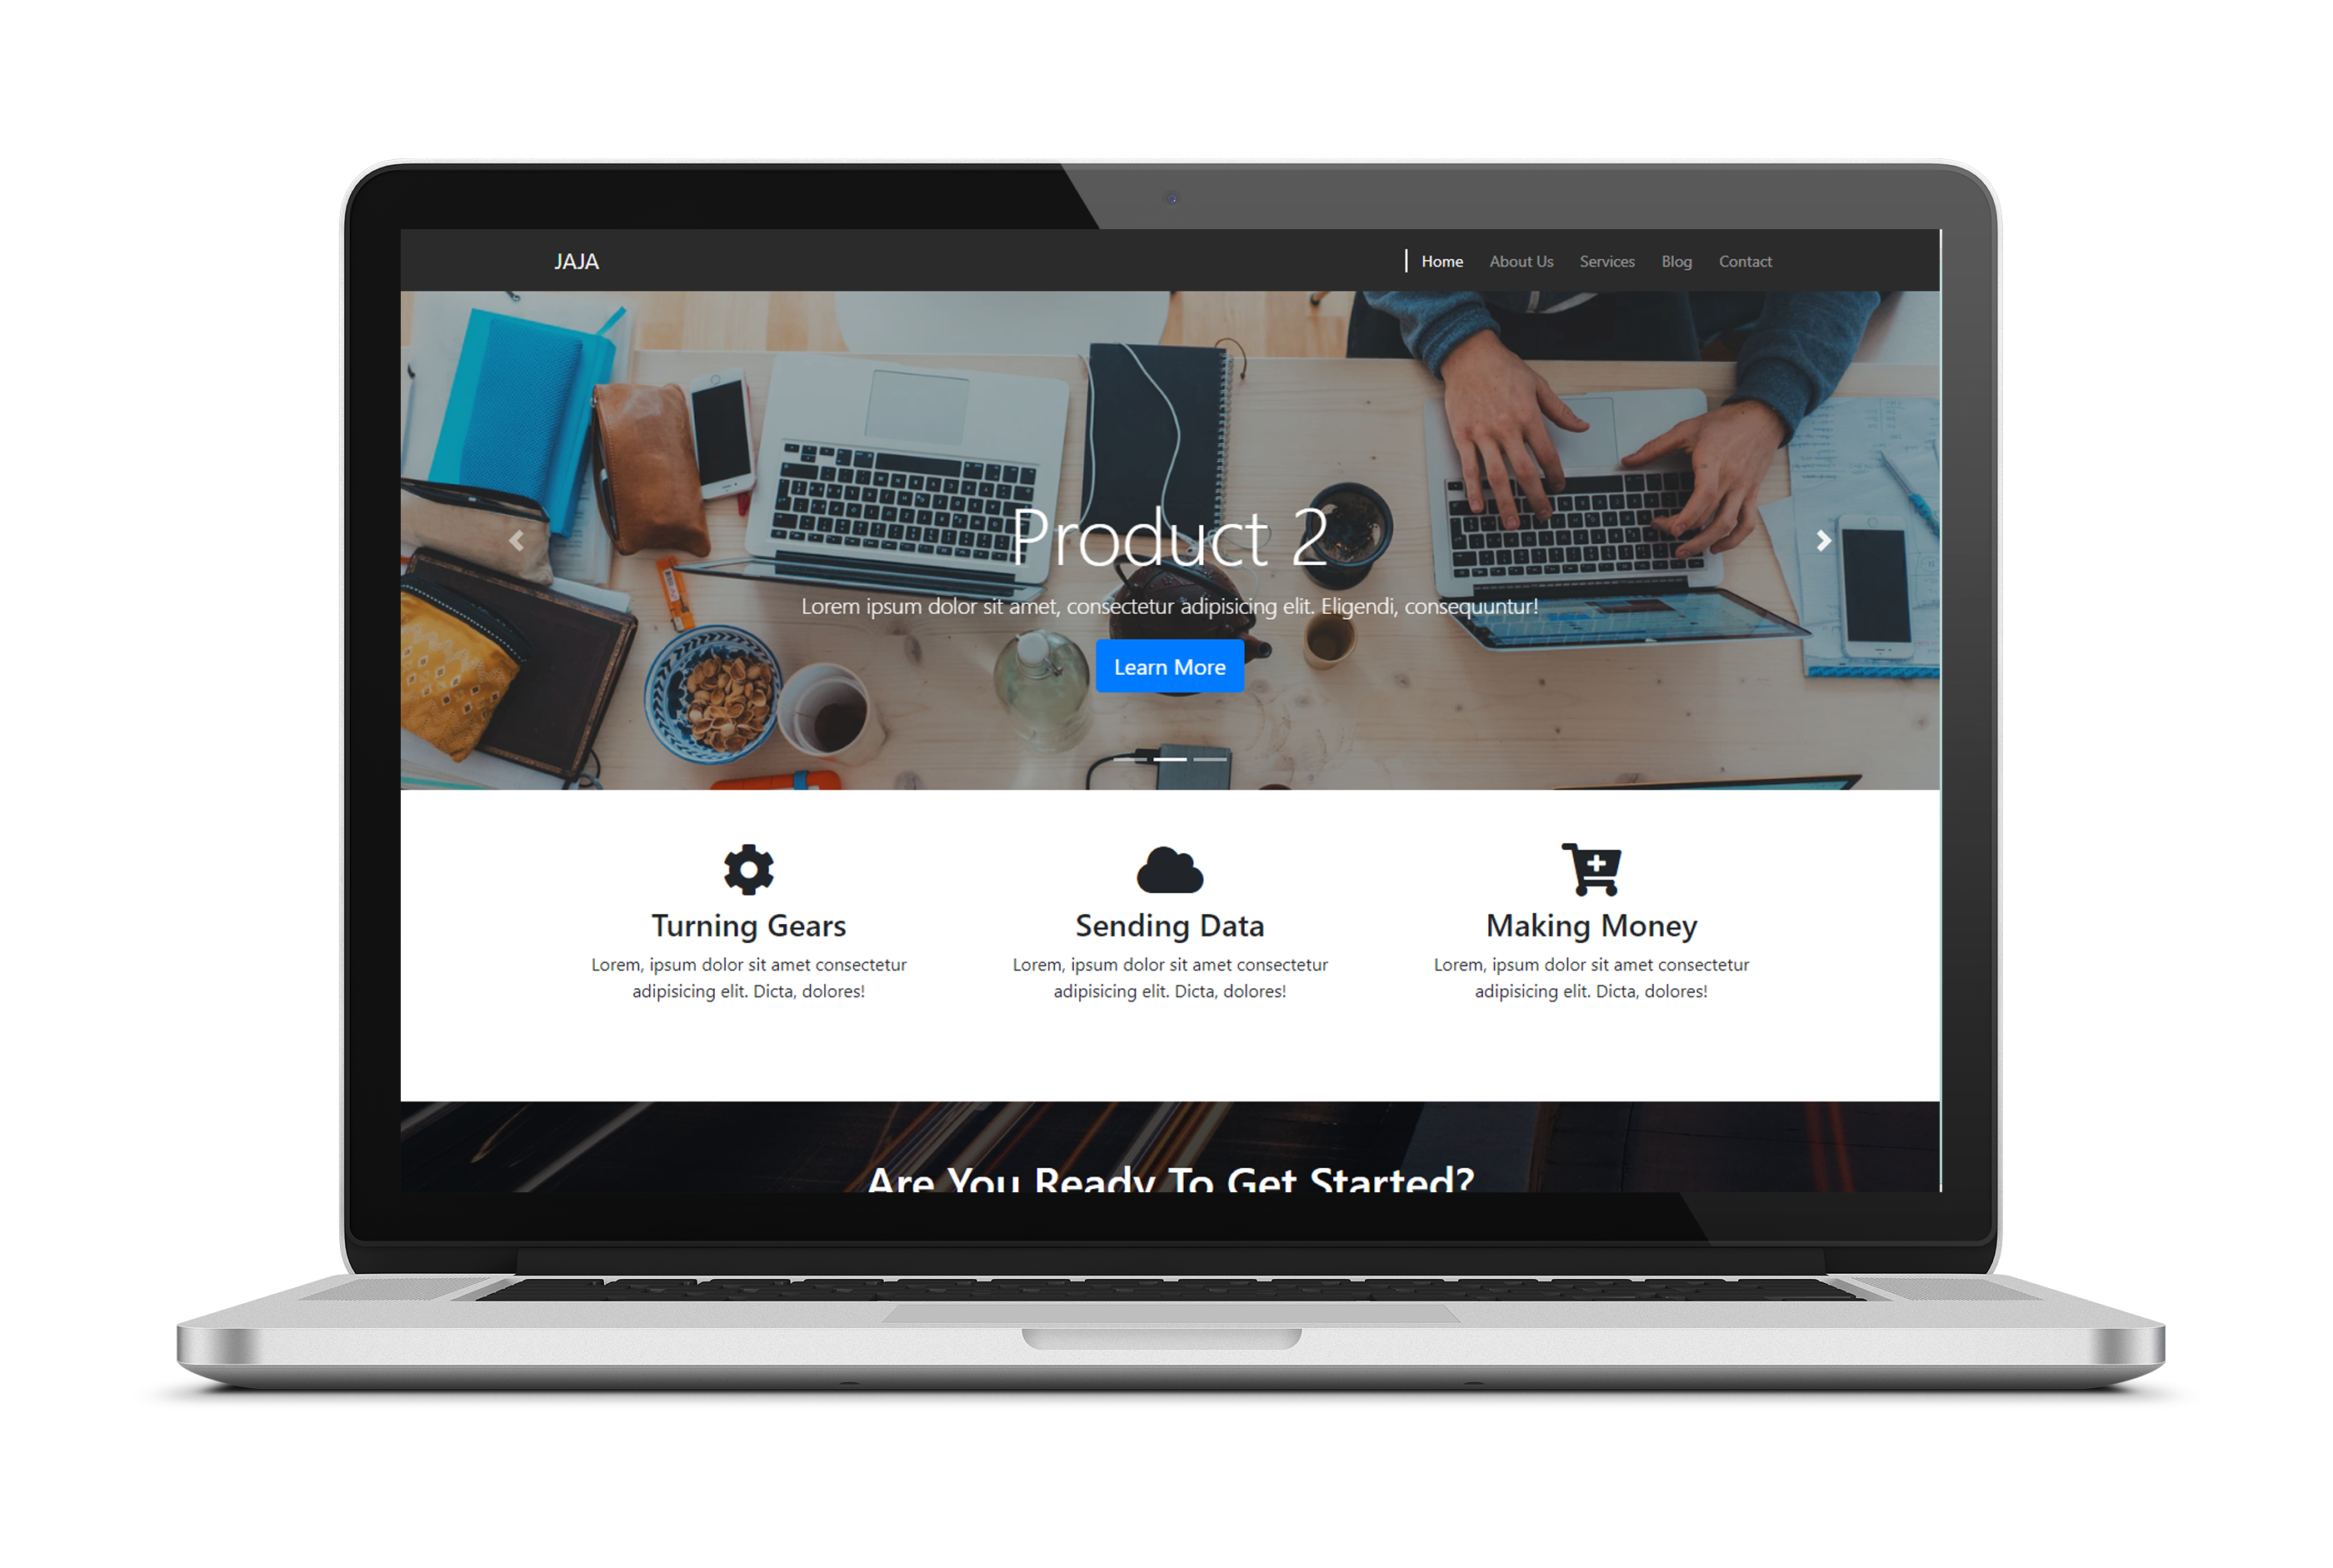 JAJA
Home About Us Services Blog Contact
Product 2
Lorem ipsum dolor sit amet, consectetur adipisicing elit. Eligendi, consequuntur!
Learn More
Turning Gears
Lorem, ipsum dolor sit amet consectetur
adipisicing elit. Dicta, dolores!
Sending Data
Lorem, ipsum dolor sit amet consectetur
adipisicing elit. Dicta, dolores!
Making Money
Lorem, ipsum dolor sit amet consectetur
adipisicing elit. Dicta, dolores!
Are You Ready To Get Started?